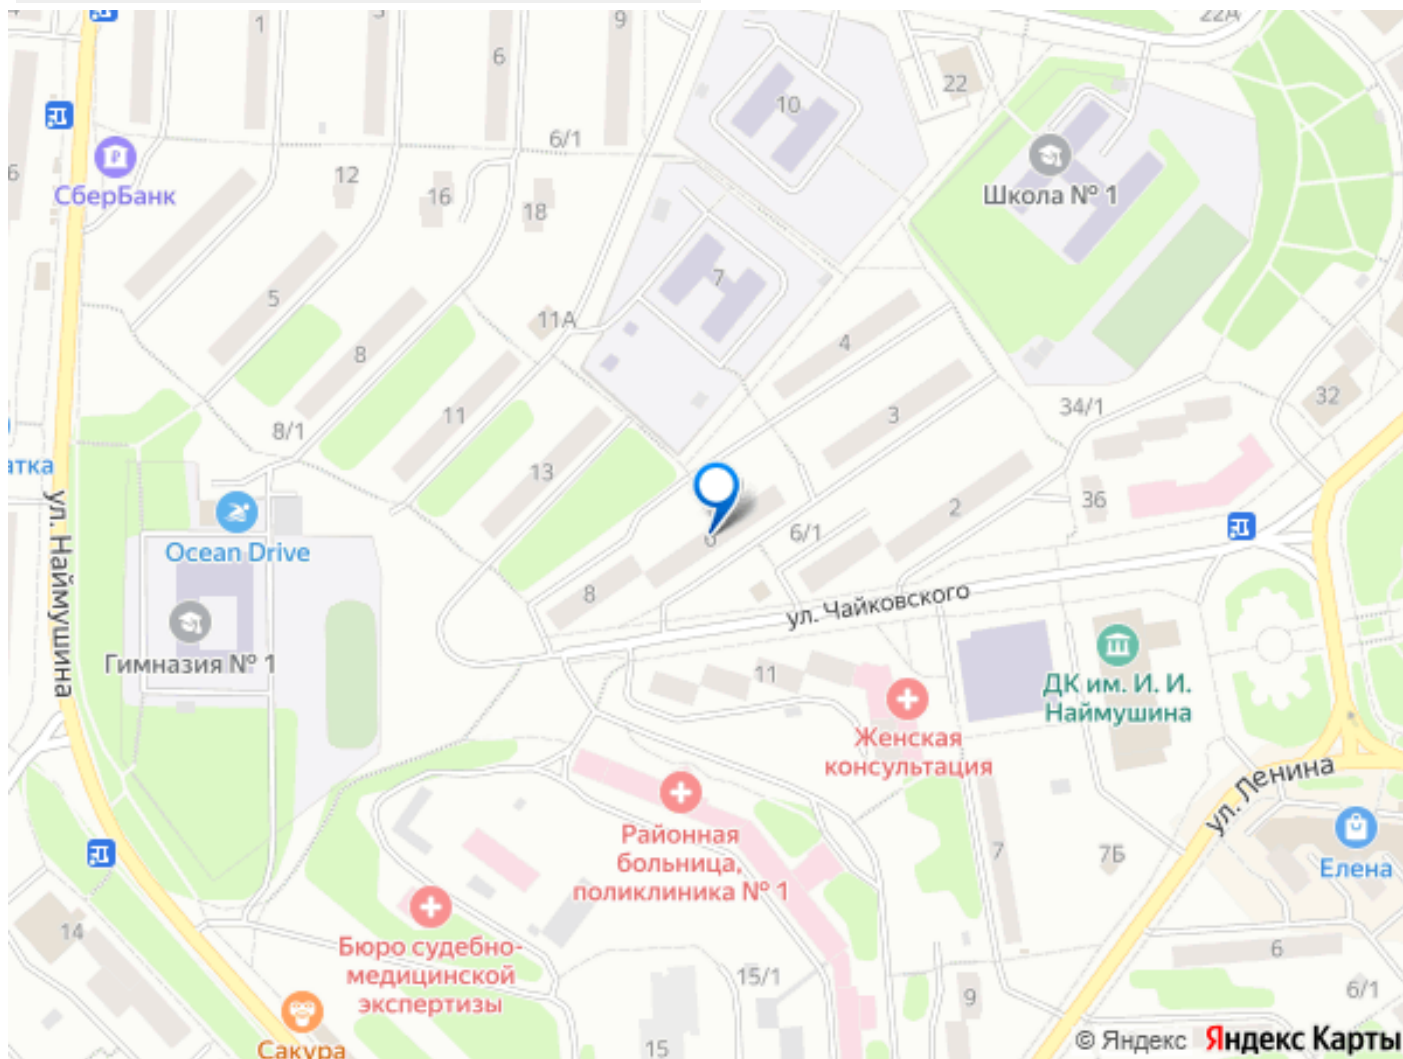 1
3
6
9
22А
22
10
6/1
СберБанк
12
16
18
Школа № 1
7
5
8
11А
4
11
3
34/1
32
8/1
13
атка
ул. Наймушина
Ocean Drive
6
6/1
2
36
8
ул. Чайковского
Гимназия № 1
11
ДК им. И. И.
Наймушина
Женская
консультация
ул. Ленина
Районная
больница,
поликлиника № 1
7
7Б
Елена
14
Бюро судебно-
медицинской
экспертизы
15/1
9
6
6/1
Сакура
15
© Яндекс Яндекс Карты